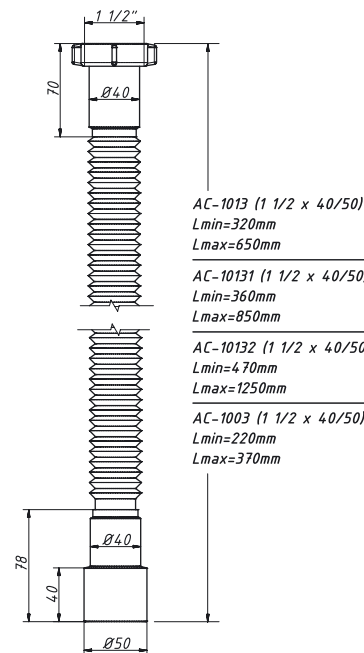 1 1/2"
70
Ø40
AC-1013 (1 1/2 x 40/50)
Lmin=320mm
Lmax=650mm
AC-10131 (1 1/2 x 40/50
Lmin=360mm
Lmax=850mm
AC-10132 (1 1/2 x 40/50
Lmin=470mm
Lmax=1250mm
AC-1003 (1 1/2 x 40/50)
Lmin=220mm
Lmax=370mm
78
Ø40
40
Ø50